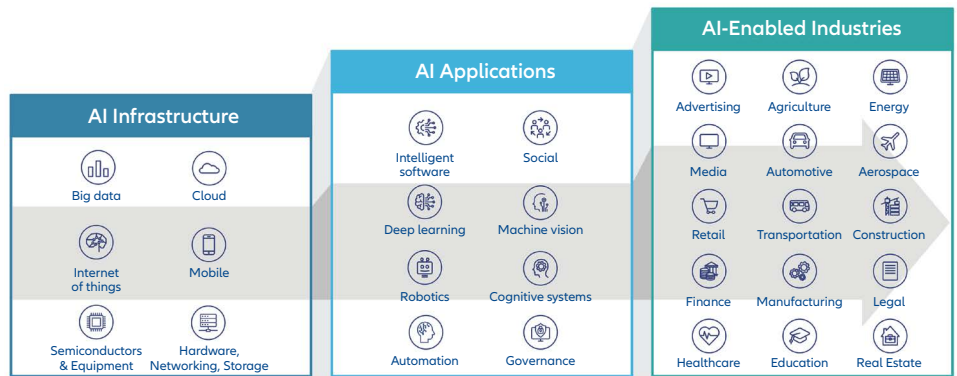 AI Infrastructure
Big data
Cloud
Internet
of things
Mobile
Semiconductors
& Equipment
Hardware,
Networking, Storage
AI Applications
Intelligent
software
Social
Deep learning
Machine vision
Robotics
Cognitive systems
Automation
Governance
AI-Enabled Industries
Advertising
Agriculture
Energy
Media
Automotive
Aerospace
Retail
Transportation
Construction
Finance
Manufacturing
Legal
Healthcare
Education
Real Estate